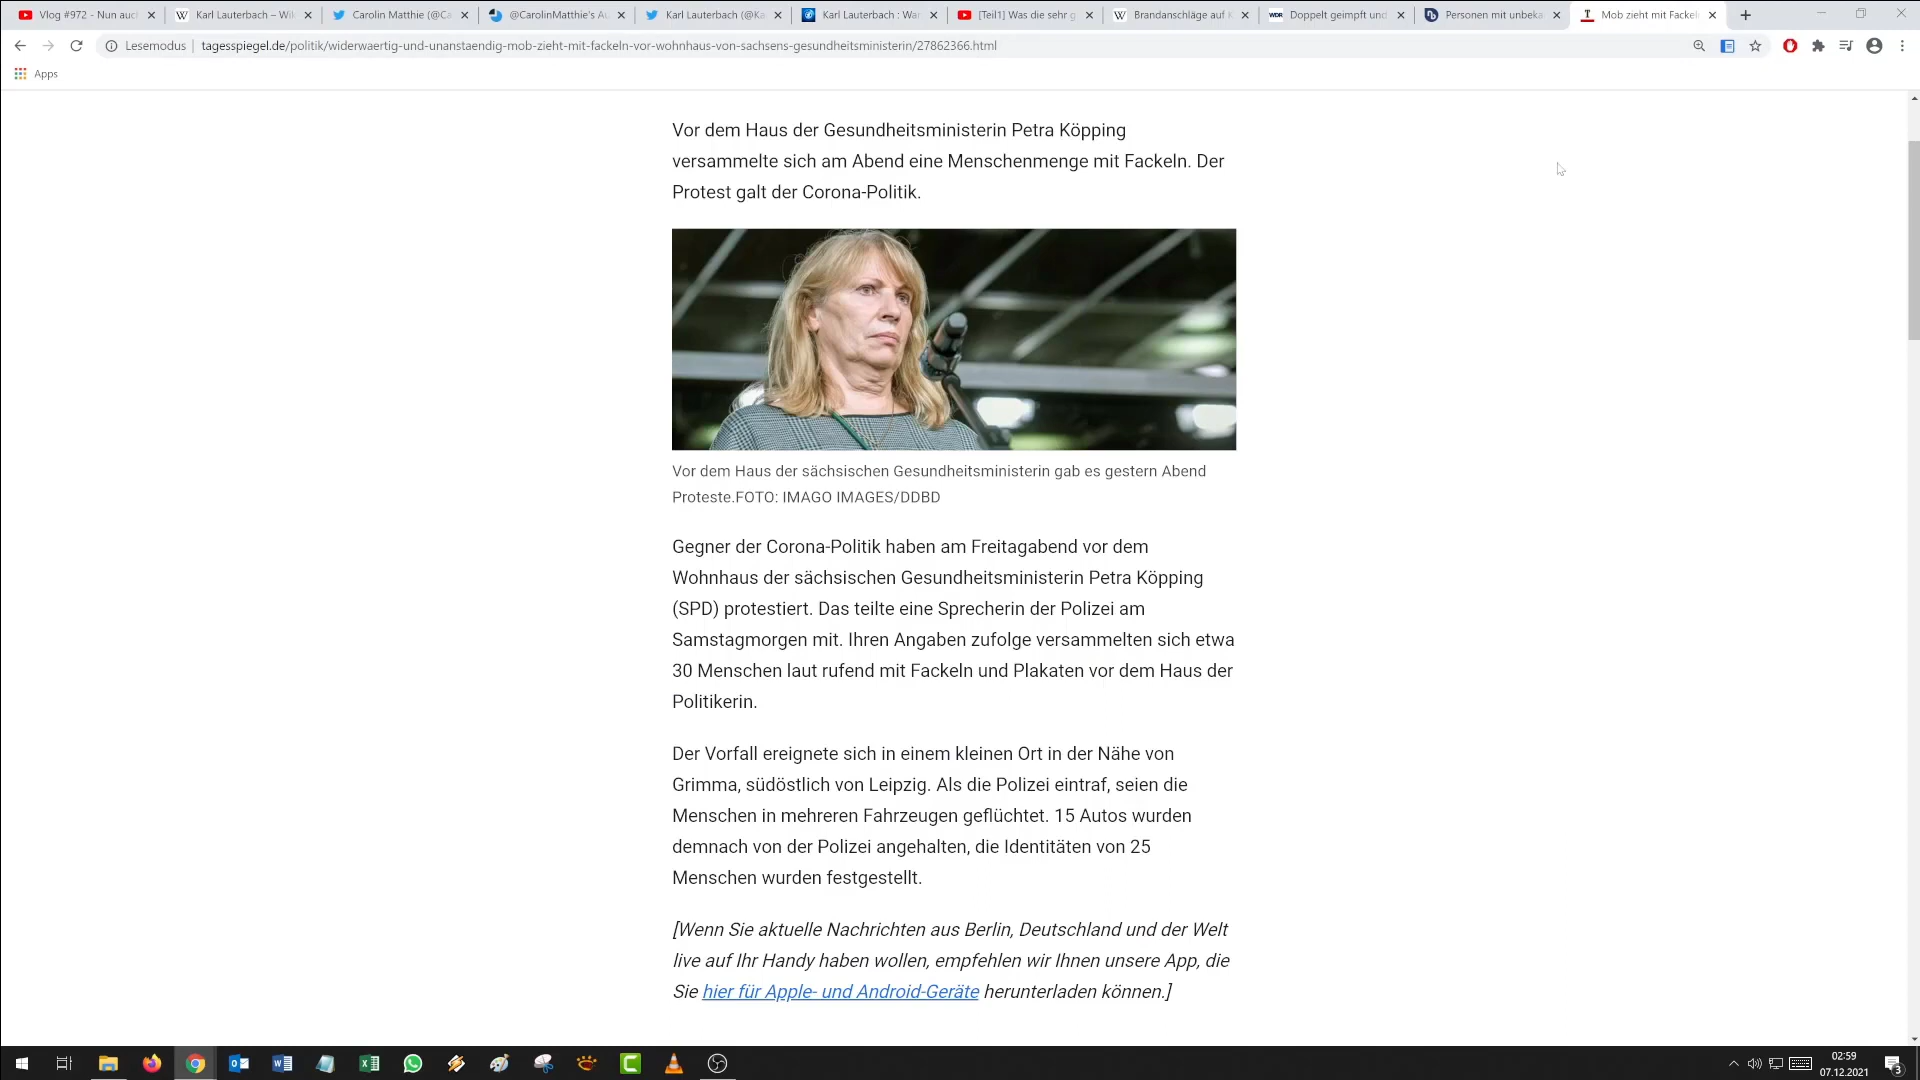 Vlog #972 - Nun auch
Karl Lauterbach – Wik
Carolin Matthie (@Ca
@CarolinMatthie's Au
Karl Lauterbach (@Ka
Karl Lauterbach : War
[Teil1] Was die sehr g
Brandanschläge auf K
WDR Doppelt geimpft und
Personen mit unbeka
Mob zieht mit Fackel
Lesemodus tagesspiegel.de/politik/widerwaertig-und-unanstaendig-mob-zieht-mit-fackeln-vor-wohnhaus-von-sachsens-gesundheitsministerin/27862366.html
Apps
Vor dem Haus der Gesundheitsministerin Petra Köpping
versammelte sich am Abend eine Menschenmenge mit Fackeln. Der
Protest galt der Corona-Politik.
Vor dem Haus der sächsischen Gesundheitsministerin gab es gestern Abend
Proteste.FOTO: IMAGO IMAGES/DDBD
Gegner der Corona-Politik haben am Freitagabend vor dem
Wohnhaus der sächsischen Gesundheitsministerin Petra Köpping
(SPD) protestiert. Das teilte eine Sprecherin der Polizei am
Samstagmorgen mit. Ihren Angaben zufolge versammelten sich etwa
30 Menschen laut rufend mit Fackeln und Plakaten vor dem Haus der
Politikerin.
Der Vorfall ereignete sich in einem kleinen Ort in der Nähe von
Grimma, südöstlich von Leipzig. Als die Polizei eintraf, seien die
Menschen in mehreren Fahrzeugen geflüchtet. 15 Autos wurden
demnach von der Polizei angehalten, die Identitäten von 25
Menschen wurden festgestellt.
[Wenn Sie aktuelle Nachrichten aus Berlin, Deutschland und der Welt
live auf Ihr Handy haben wollen, empfehlen wir Ihnen unsere App, die
Sie hier für Apple- und Android-Geräte herunterladen können.]
02:59
07.12.2021
3